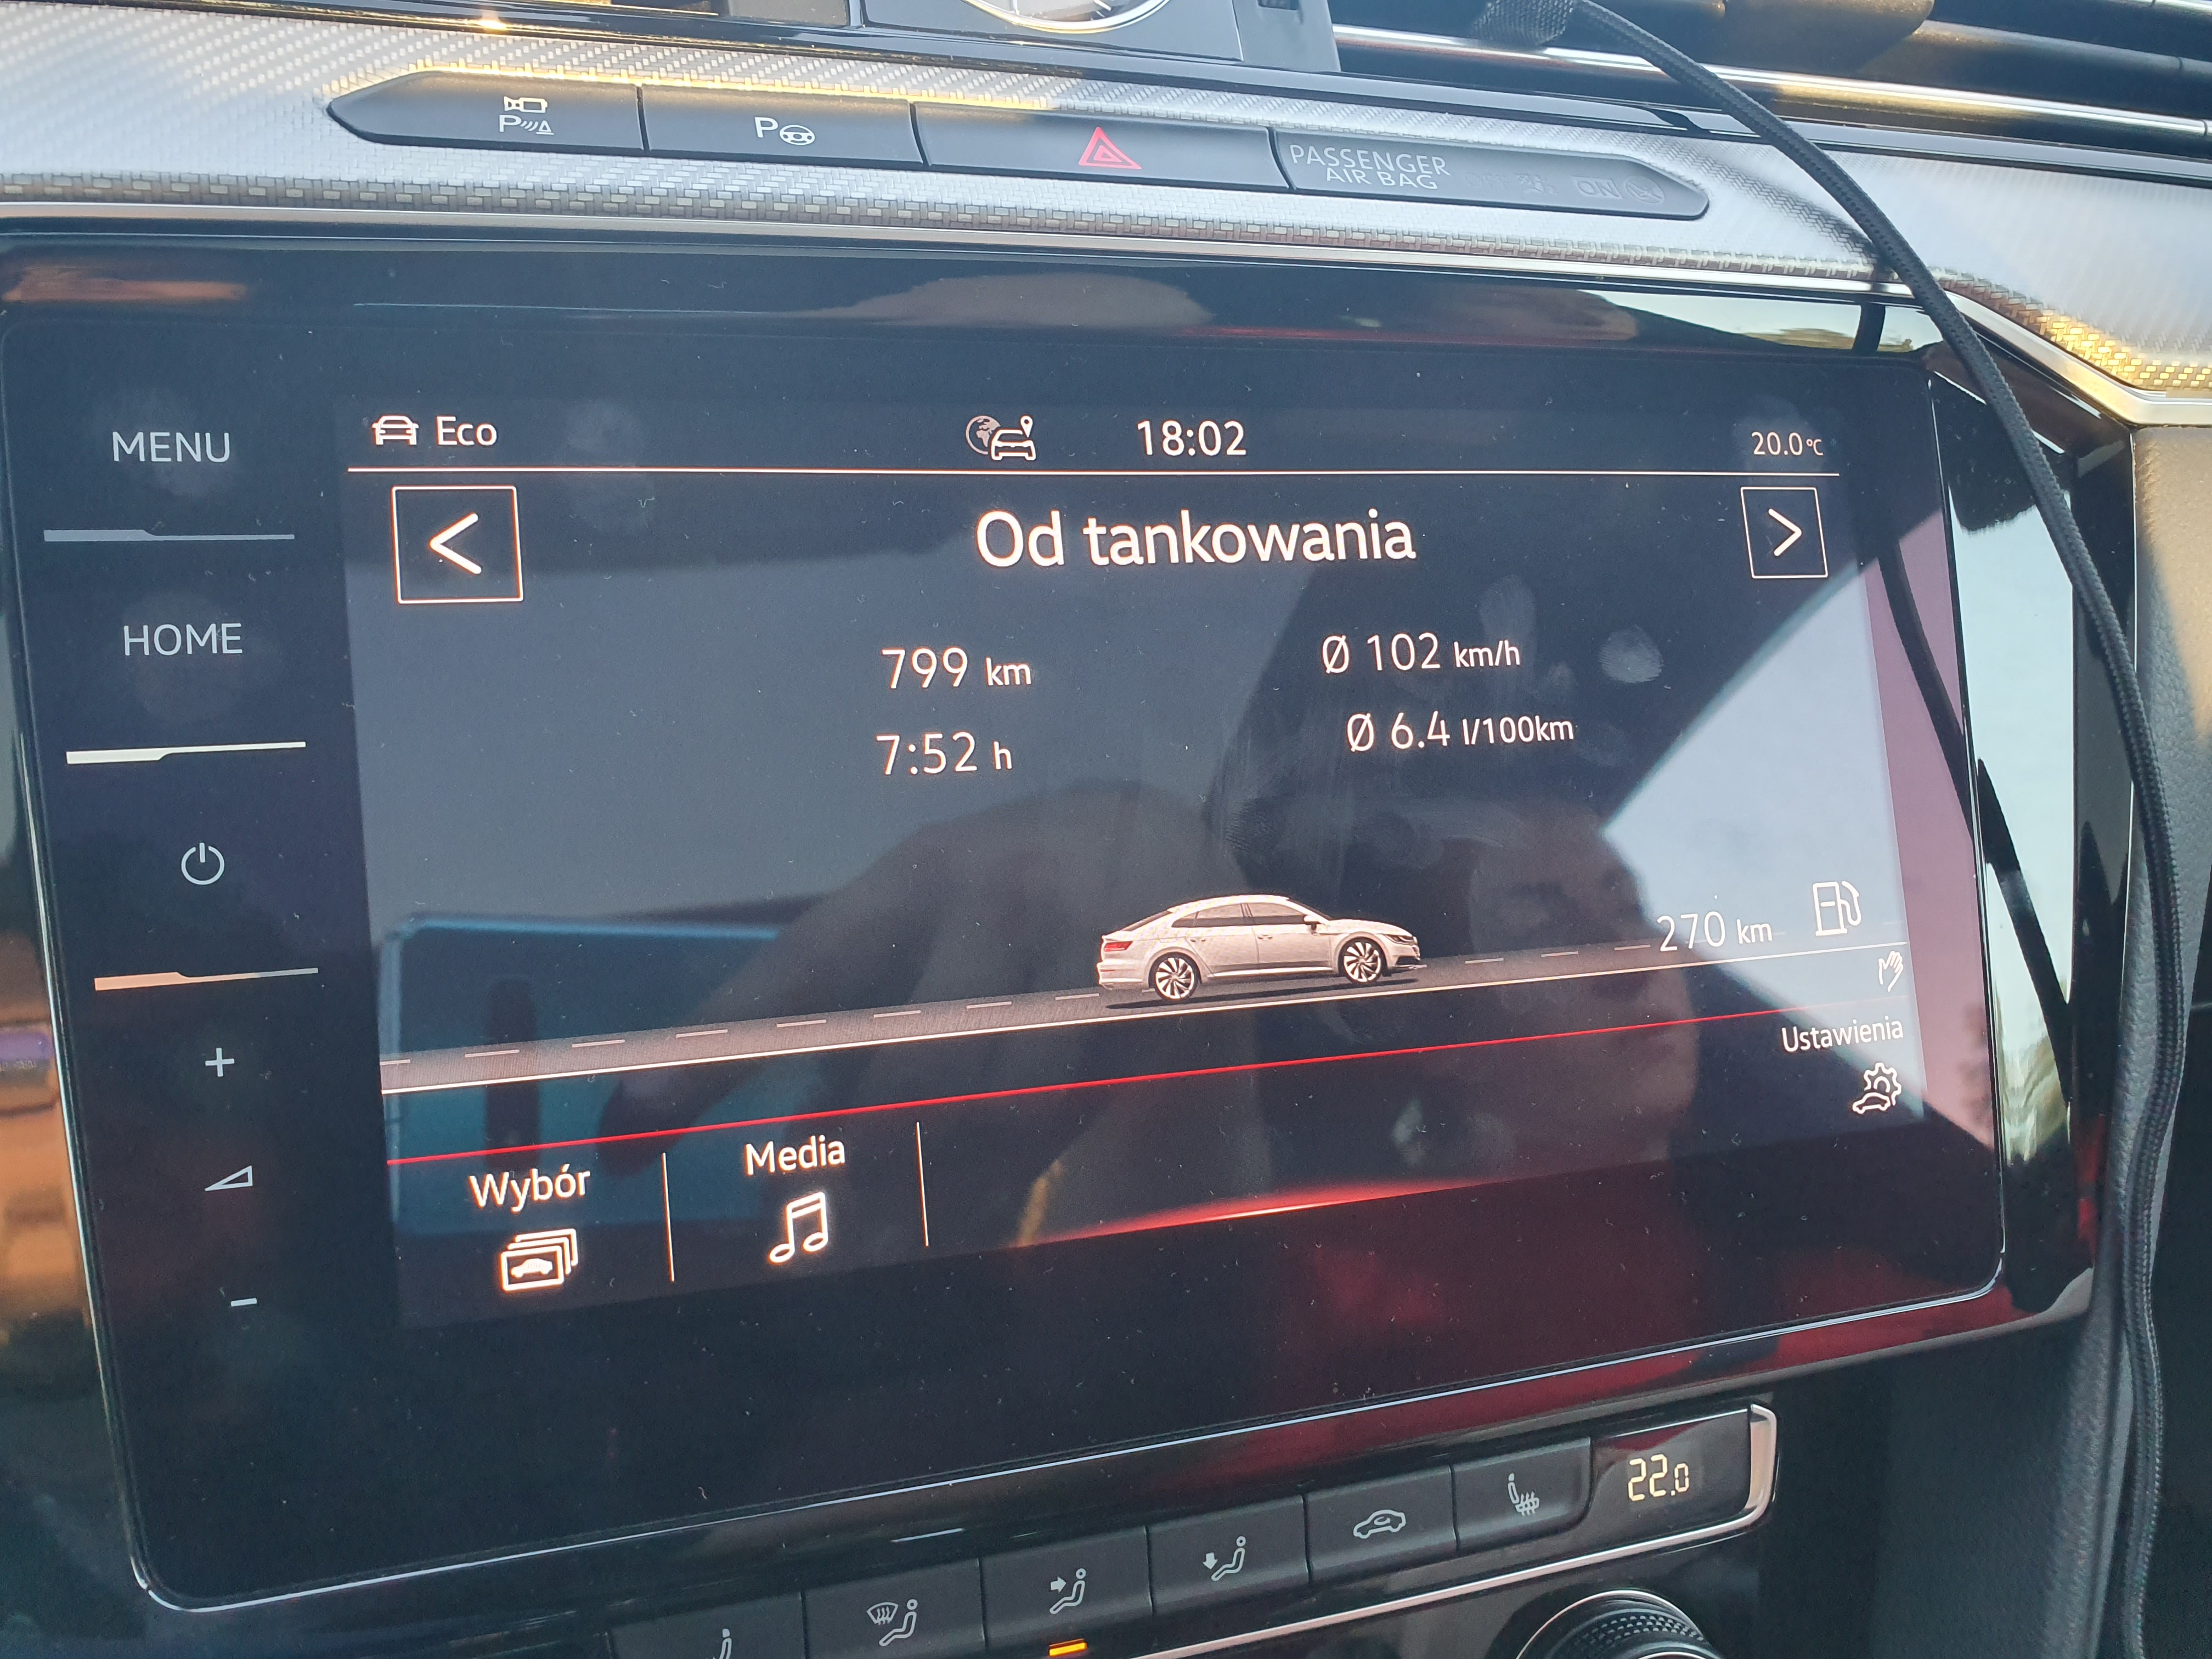 P
P
PASSENGER
AIR BAG
ON
MENU
HOME
Eco
18:02
20.0 °C
<
Od tankowania
>
799 km
Ø 102 km/h
7:52 h
Ø 6.4 l/100km
270 km
Ustawienia
Wybór
Media
+
−
22.0